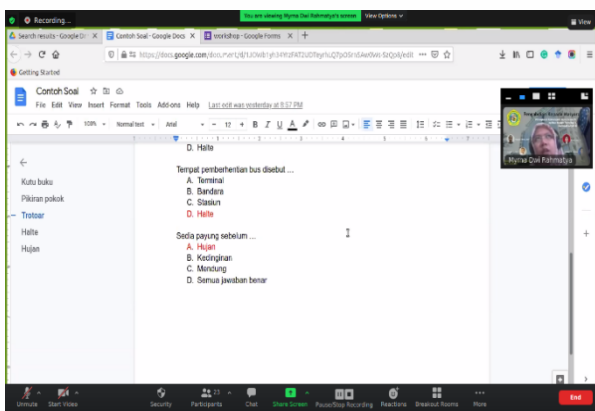 Recording...
You are viewing Myrna Dwi Rahmatya's screen
View Options
View
Search results - Google Dr
Contoh Soal - Google Docs
workshop - Google Forms
https://docs.google.com/
Getting Started
Contoh Soal
File Edit View Insert Format Tools Add-ons Help Last edit was yesterday at 9:57 PM
100%
Normal text
Arial
12
B I U A
D. Halte
Tempat pemberhentian bus disebut ...
A. Terminal
B. Bandara
C. Stasiun
D. Halte
Sedia payung sebelum ...
A. Hujan
B. Kedinginan
C. Mendung
D. Semua jawaban benar
Kutu buku
Pikiran pokok
Trotoar
Halte
Hujan
Myrna Dwi Rahmatya
Unmute
Start Video
Security
Participants
23
Chat
Share Screen
Pause/Stop Recording
Reactions
Breakout Rooms
More
End